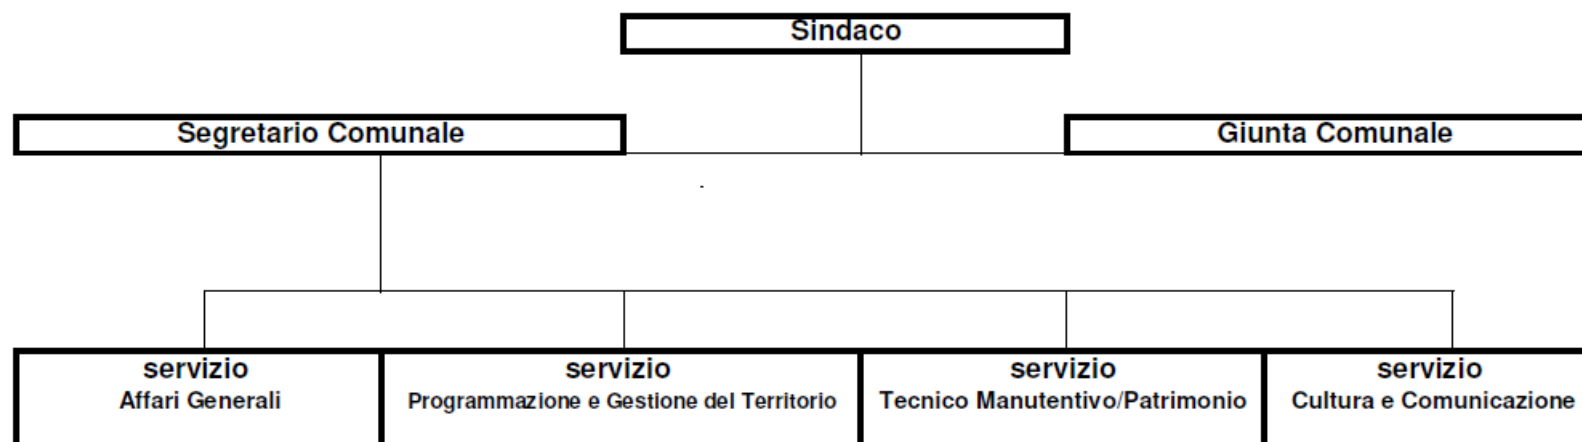 Sindaco
Segretario Comunale
Giunta Comunale
servizio
Affari Generali
servizio
Programmazione e Gestione del Territorio
servizio
Tecnico Manutentivo/Patrimonio
servizio
Cultura e Comunicazione